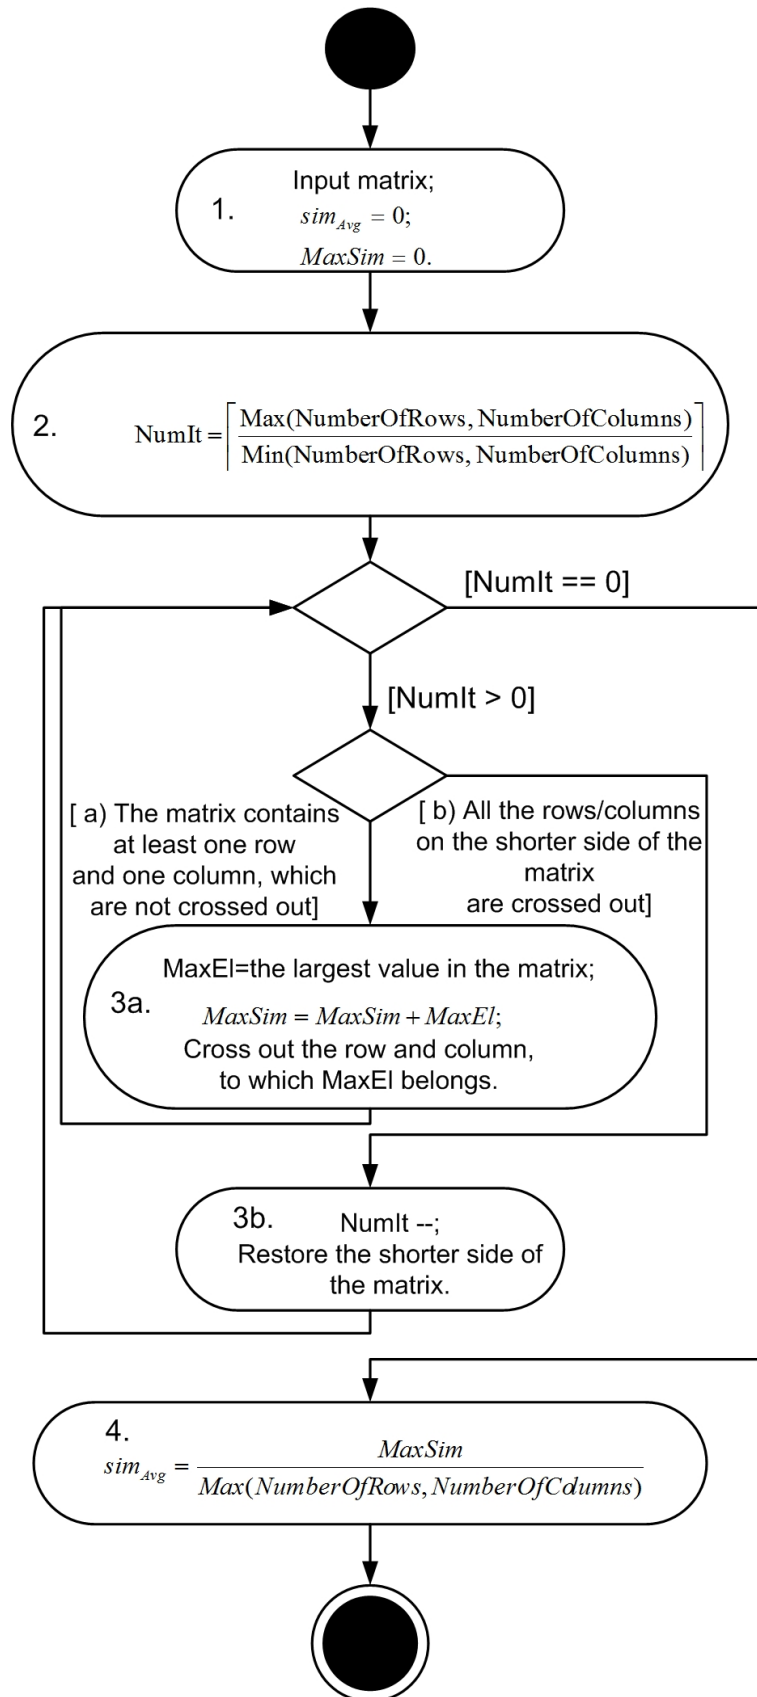 1.
Input matrix;
sim_Avg = 0;
MaxSim = 0.
2.
NumIt = ⌈ Max(NumberOfRows, NumberOfColumns)
Min(NumberOfRows, NumberOfColumns) ⌉
[NumIt == 0]
[NumIt > 0]
[ a) The matrix contains
at least one row
and one column, which
are not crossed out]
[ b) All the rows/columns
on the shorter side of the
matrix
are crossed out]
3a.
MaxEl=the largest value in the matrix;
MaxSim = MaxSim + MaxEl;
Cross out the row and column,
to which MaxEl belongs.
3b.
NumIt --;
Restore the shorter side of
the matrix.
4.
sim_Avg = MaxSim
Max(NumberOfRows, NumberOfColumns)